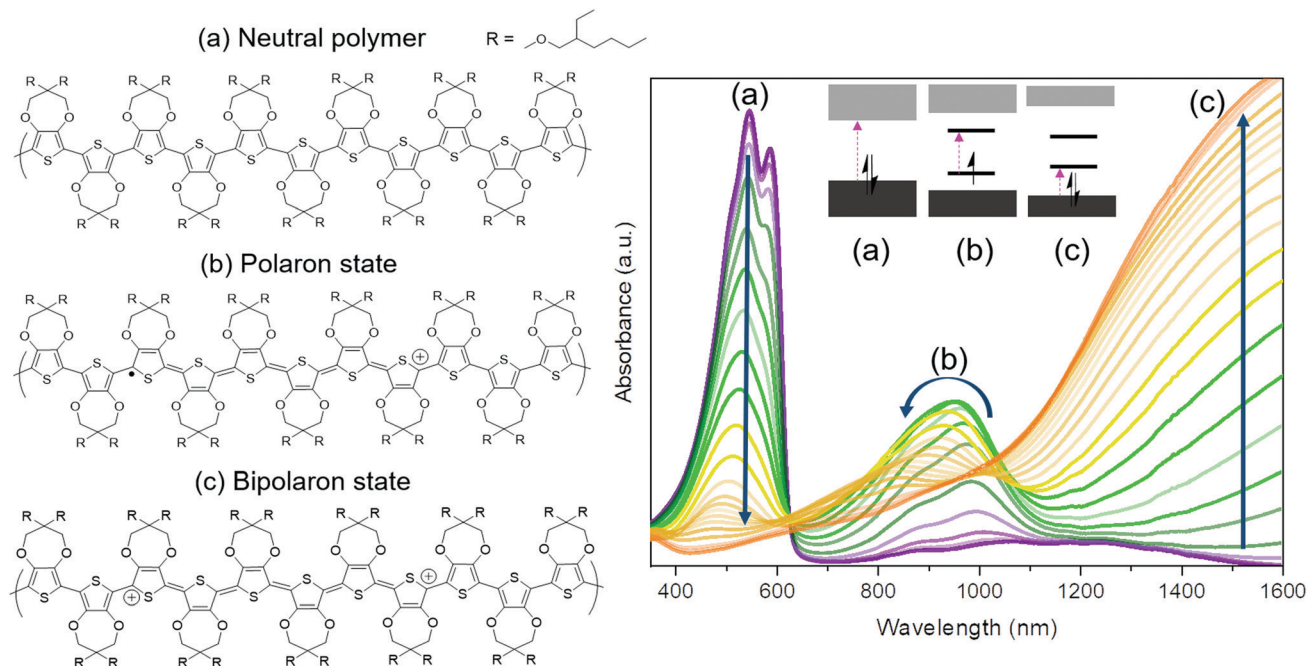 (a) Neutral polymer
R =
O
R R R R R R R R R R R R
O O O O O O O O O O O O
S S S S S
S S S S S S
O O O O O O O O O O
R R R R R R R R R R
(b) Polaron state
R R R R R R R R R R R R
O O O O O O O O O O O O
S S S S S +
• S S S S S S
O O O O O O O O O O
R R R R R R R R R R
(c) Bipolaron state
R R R R R R R R R R R R
O O O O O O O O O O O O
S S S S S +
+ S S S S S S
O O O O O O O O O O
R R R R R R R R R R
Absorbance (a.u.)
(a)
(b)
(c)
(a)
(b)
(c)
400 600 800 1000 1200 1400 1600
Wavelength (nm)